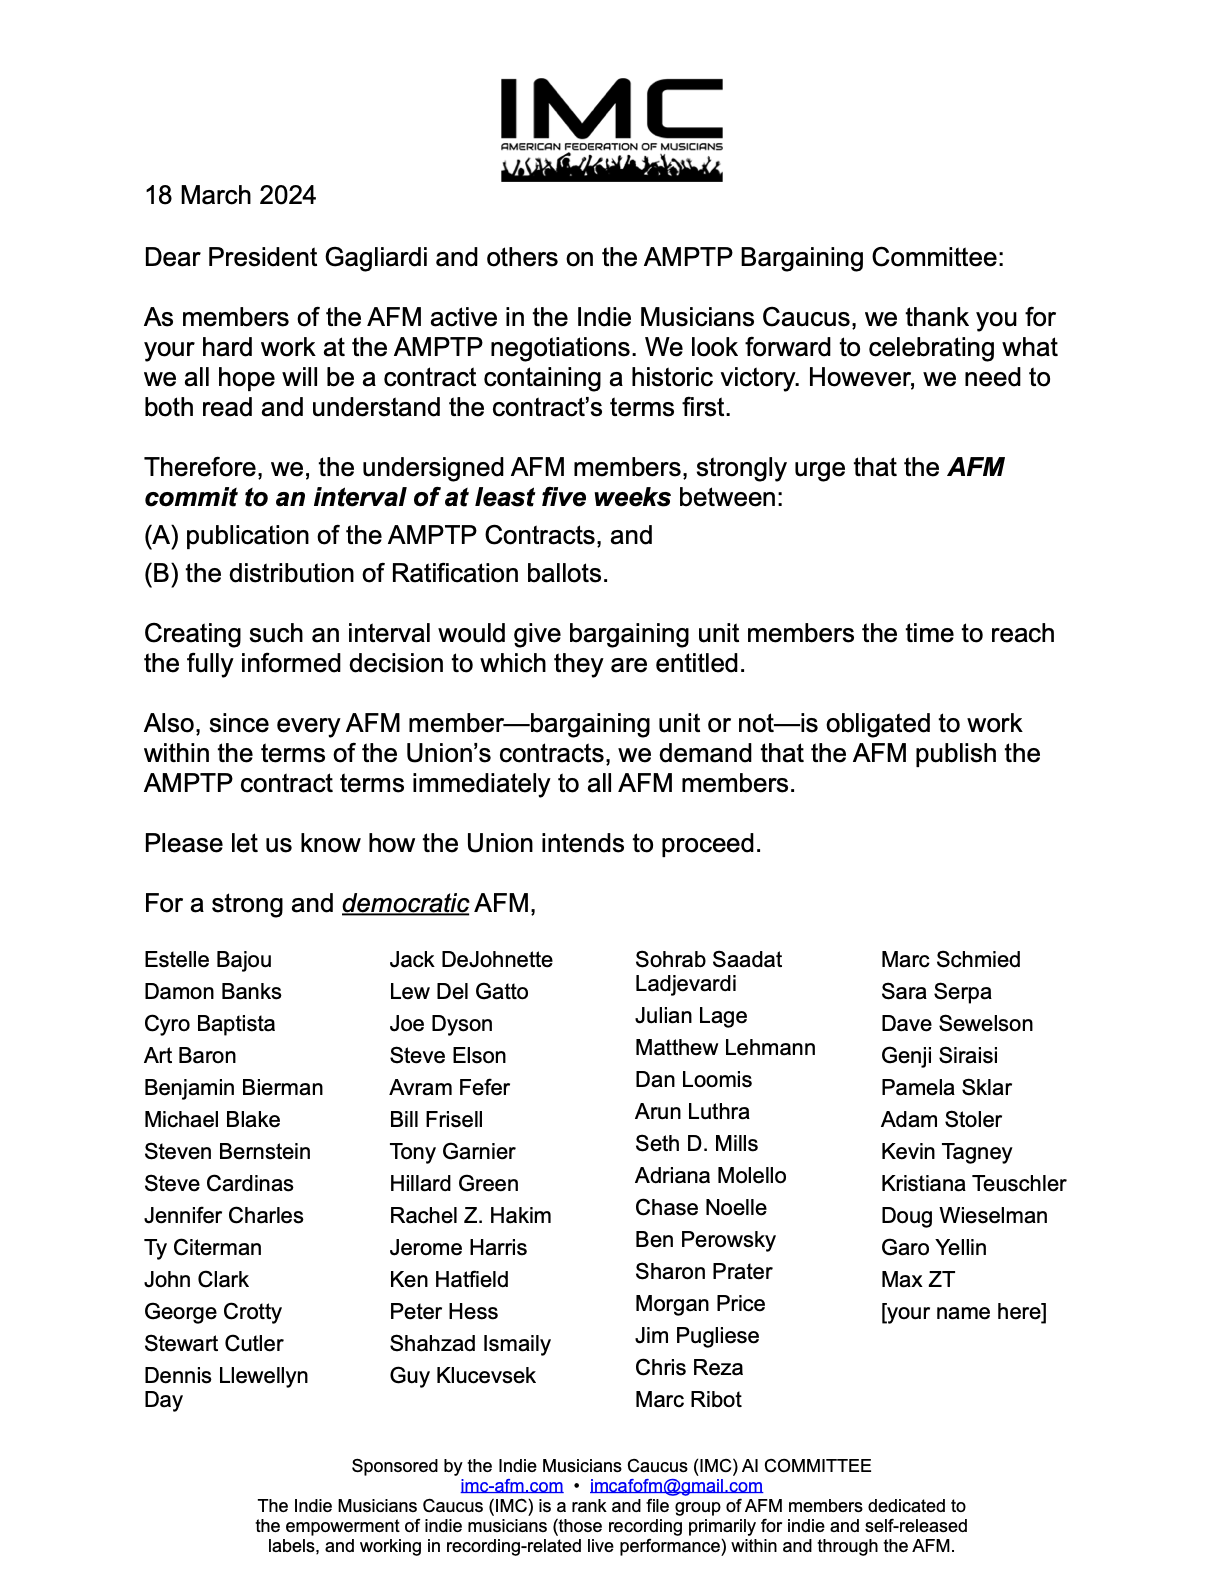 IMC
AMERICAN FEDERATION OF MUSICIANS
18 March 2024
Dear President Gagliardi and others on the AMPTP Bargaining Committee:
As members of the AFM active in the Indie Musicians Caucus, we thank you for
your hard work at the AMPTP negotiations. We look forward to celebrating what
we all hope will be a contract containing a historic victory. However, we need to
both read and understand the contract’s terms first.
Therefore, we, the undersigned AFM members, strongly urge that the AFM
commit to an interval of at least five weeks between:
(A) publication of the AMPTP Contracts, and
(B) the distribution of Ratification ballots.
Creating such an interval would give bargaining unit members the time to reach
the fully informed decision to which they are entitled.
Also, since every AFM member—bargaining unit or not—is obligated to work
within the terms of the Union’s contracts, we demand that the AFM publish the
AMPTP contract terms immediately to all AFM members.
Please let us know how the Union intends to proceed.
For a strong and democratic AFM,
Estelle Bajou
Damon Banks
Cyro Baptista
Art Baron
Benjamin Bierman
Michael Blake
Steven Bernstein
Steve Cardinas
Jennifer Charles
Ty Citerman
John Clark
George Crotty
Stewart Cutler
Dennis Llewellyn
Day
Jack DeJohnette
Lew Del Gatto
Joe Dyson
Steve Elson
Avram Fefer
Bill Frisell
Tony Garnier
Hillard Green
Rachel Z. Hakim
Jerome Harris
Ken Hatfield
Peter Hess
Shahzad Ismaily
Guy Klucevsek
Sohrab Saadat
Ladjevardi
Julian Lage
Matthew Lehmann
Dan Loomis
Arun Luthra
Seth D. Mills
Adriana Molello
Chase Noelle
Ben Perowsky
Sharon Prater
Morgan Price
Jim Pugliese
Chris Reza
Marc Ribot
Marc Schmied
Sara Serpa
Dave Sewelson
Genji Siraisi
Pamela Sklar
Adam Stoler
Kevin Tagney
Kristiana Teuschler
Doug Wieselman
Garo Yellin
Max ZT
[your name here]
Sponsored by the Indie Musicians Caucus (IMC) AI COMMITTEE
imc-afm.com • imcafofm@gmail.com
The Indie Musicians Caucus (IMC) is a rank and file group of AFM members dedicated to
the empowerment of indie musicians (those recording primarily for indie and self-released
labels, and working in recording-related live performance) within and through the AFM.